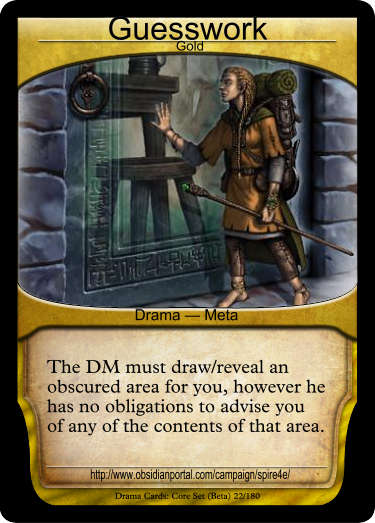 Guesswork
Gold
Drama — Meta
The DM must draw/reveal an
obscured area for you, however he
has no obligations to advise you
of any of the contents of that area.
http://www.obsidianportal.com/campaign/spire4e/
Drama Cards: Core Set (Beta) 22/180